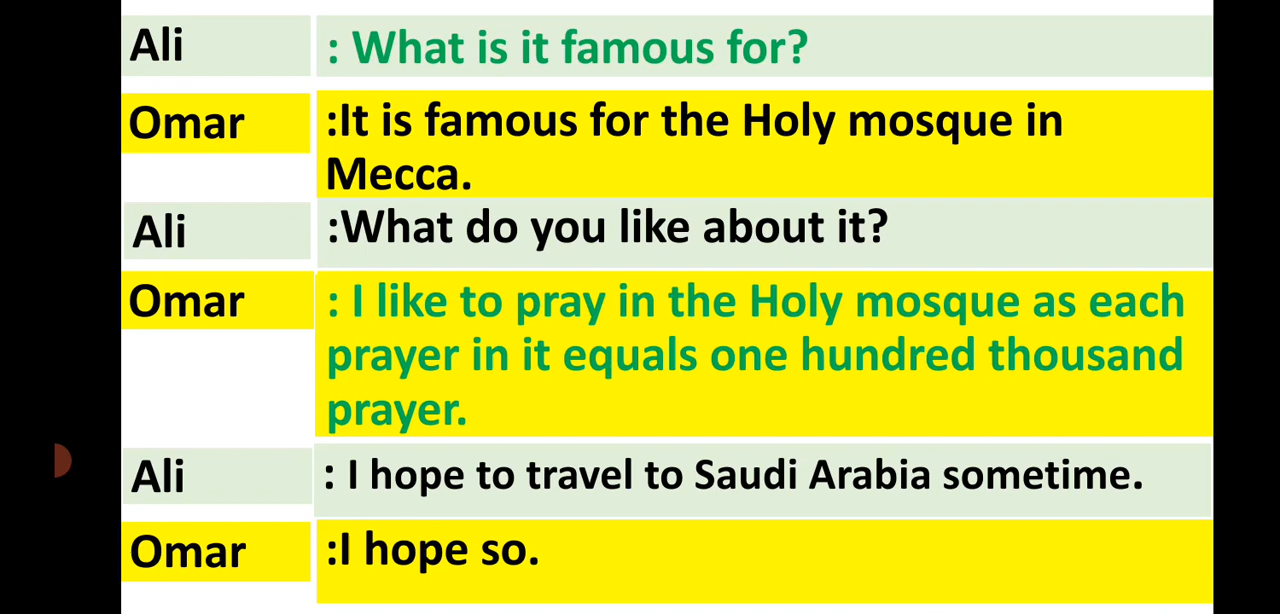 Ali : What is it famous for?
Omar :It is famous for the Holy mosque in
Mecca.
Ali :What do you like about it?
Omar : I like to pray in the Holy mosque as each
prayer in it equals one hundred thousand
prayer.
Ali : I hope to travel to Saudi Arabia sometime.
Omar :I hope so.